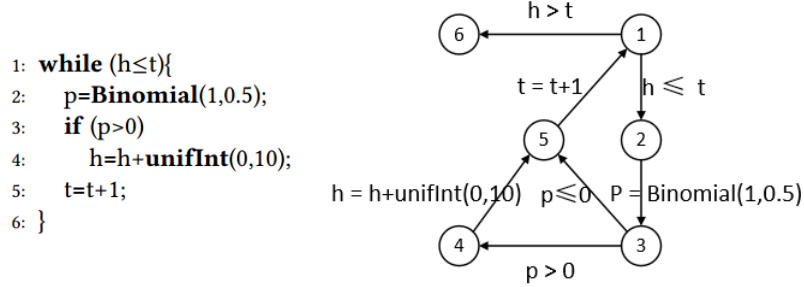 1: while (h≤t){
2: p=Binomial(1,0.5);
3: if (p>0)
4: h=h+unifInt(0,10);
5: t=t+1;
6: }
h > t
6
1
t = t+1
h ⩽ t
5
2
h = h+unifInt(0,10)
p⩽0
P = Binomial(1,0.5)
4
3
p > 0